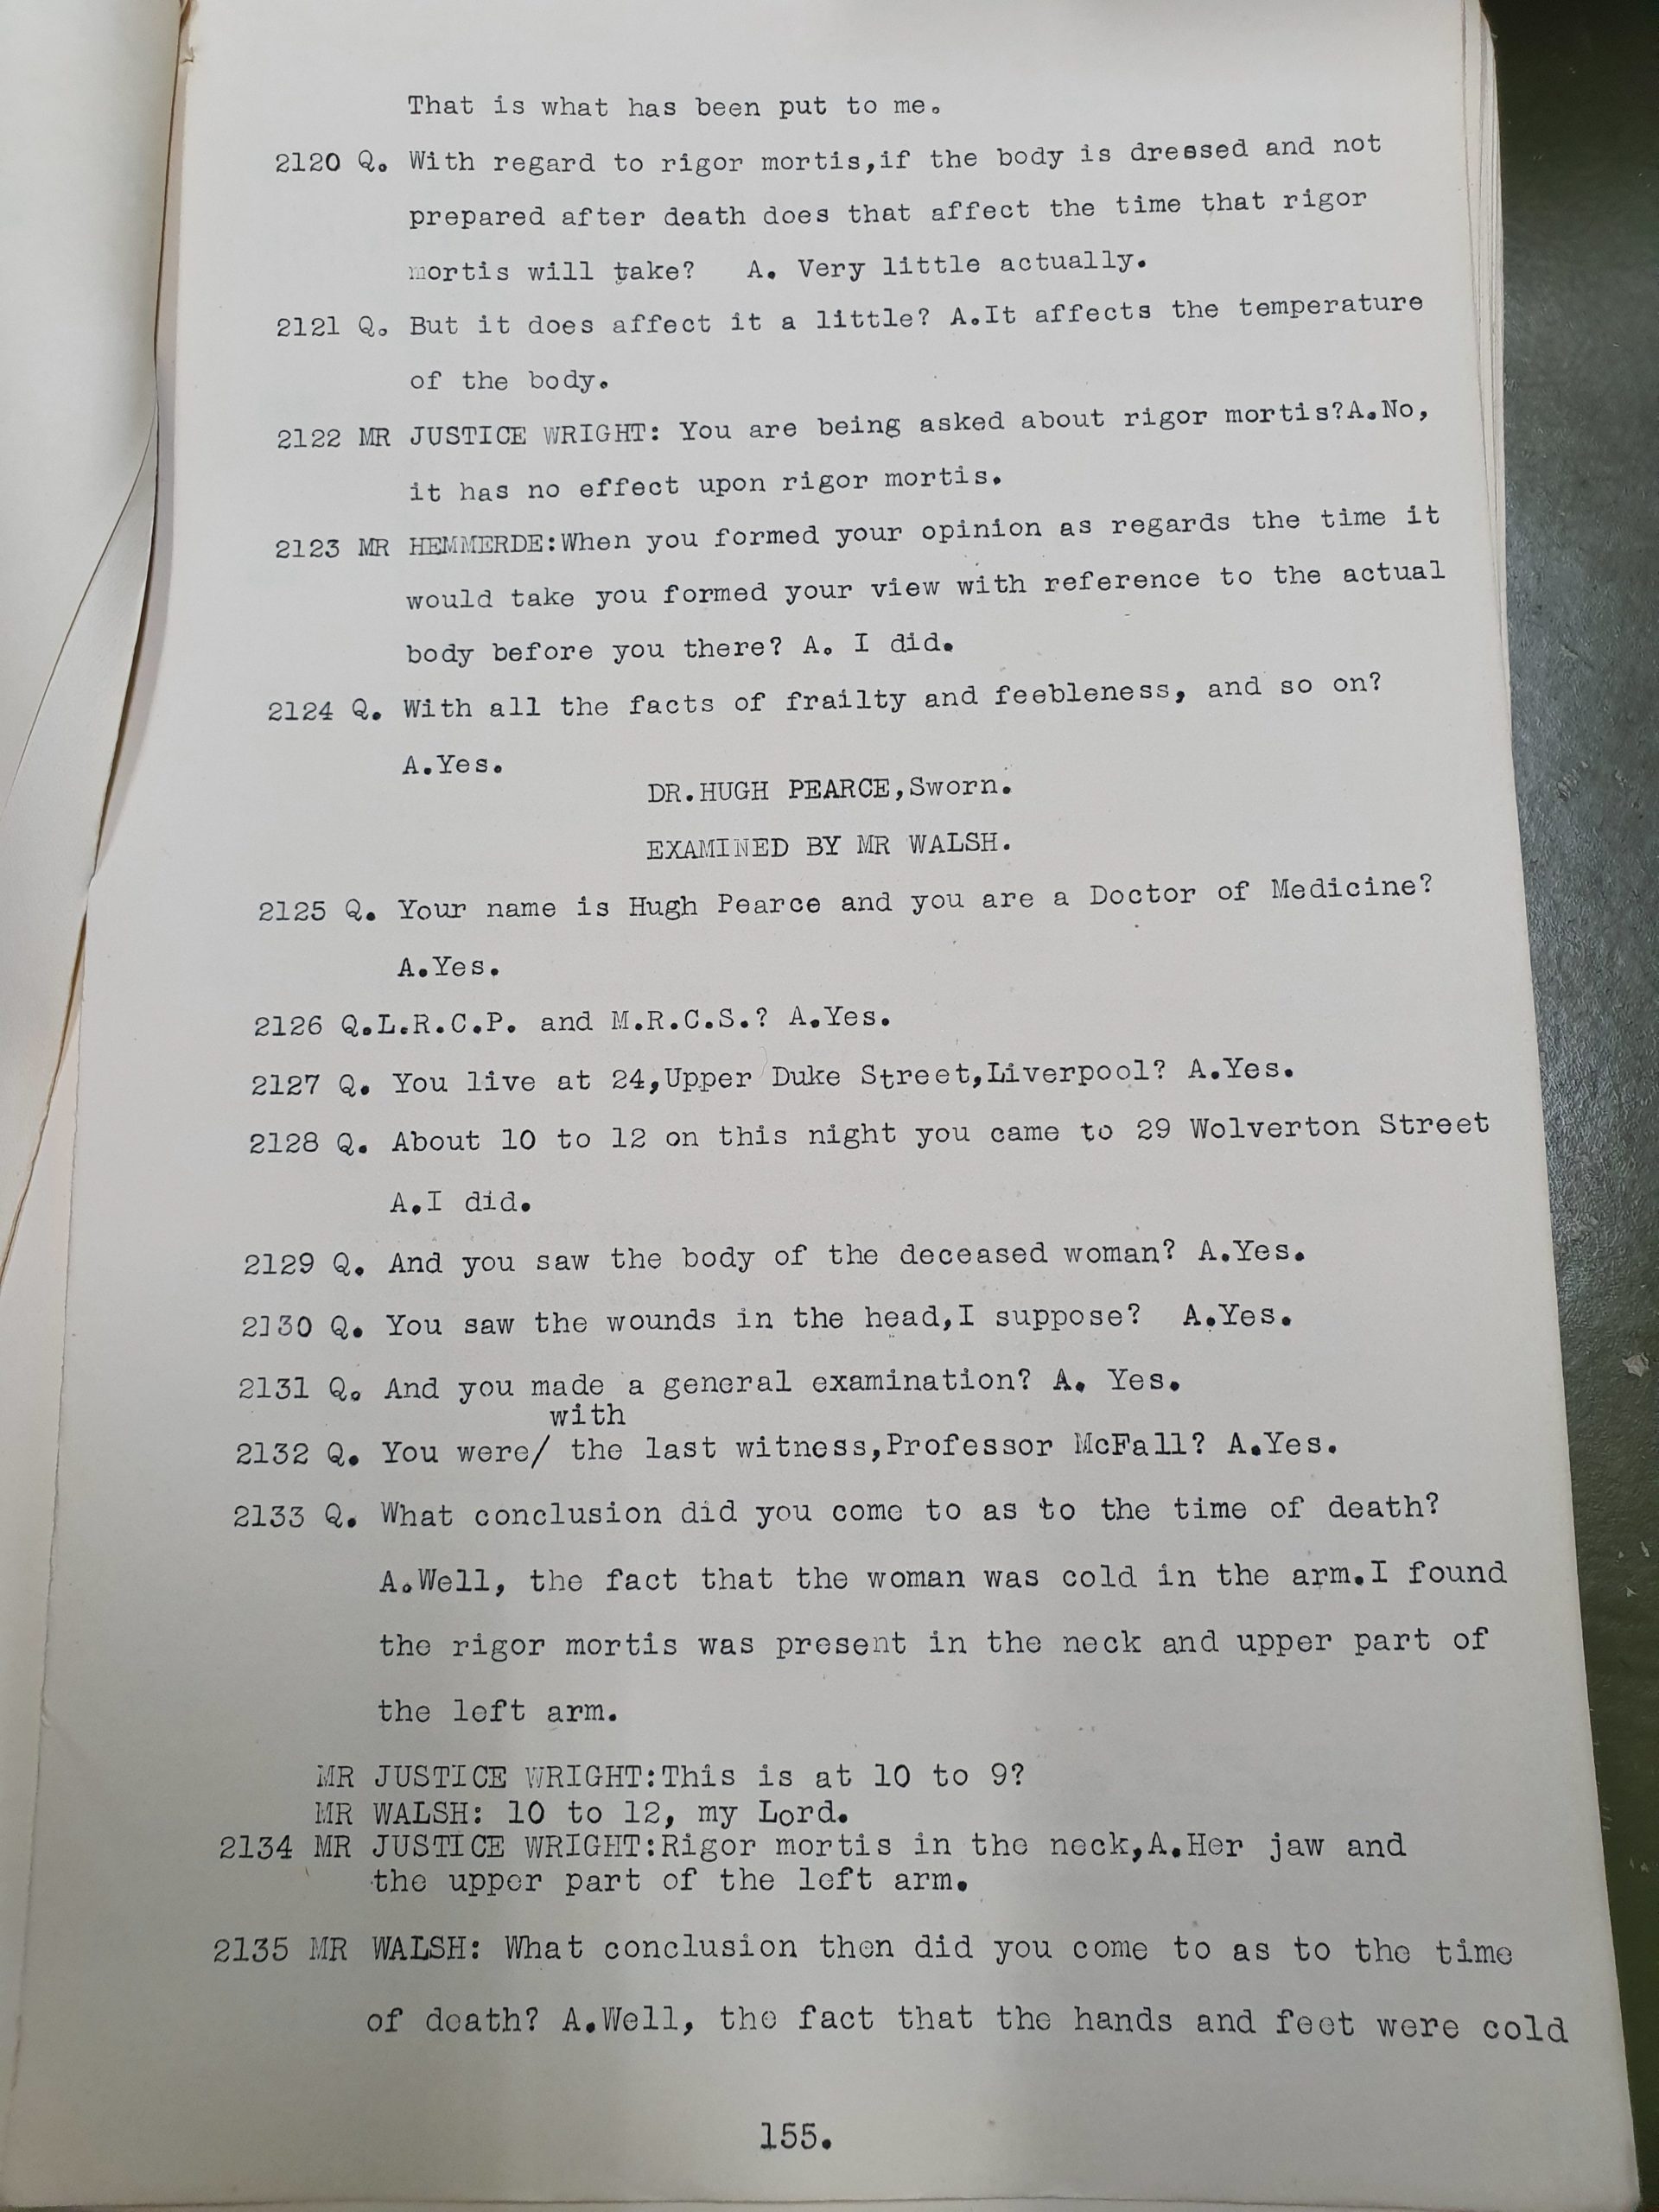 That is what has been put to me.
2120 Q. With regard to rigor mortis,if the body is dressed and not
prepared after death does that affect the time that rigor
mortis will take? A. Very little actually.
2121 Q. But it does affect it a little? A.It affects the temperature
of the body.
2122 MR JUSTICE WRIGHT: You are being asked about rigor mortis?A.No,
it has no effect upon rigor mortis.
2123 MR HEMMERDE:When you formed your opinion as regards the time it
would take you formed your view with reference to the actual
body before you there? A. I did.
2124 Q. With all the facts of frailty and feebleness, and so on?
A.Yes.
DR.HUGH PEARCE,Sworn.
EXAMINED BY MR WALSH.
2125 Q. Your name is Hugh Pearce and you are a Doctor of Medicine?
A.Yes.
2126 Q.L.R.C.P. and M.R.C.S.? A.Yes.
2127 Q. You live at 24,Upper Duke Street,Liverpool? A.Yes.
2128 Q. About 10 to 12 on this night you came to 29 Wolverton Street
A.I did.
2129 Q. And you saw the body of the deceased woman? A.Yes.
2130 Q. You saw the wounds in the head,I suppose? A.Yes.
2131 Q. And you made a general examination? A. Yes.
with
2132 Q. You were/ the last witness,Professor McFall? A.Yes.
2133 Q. What conclusion did you come to as to the time of death?
A.Well, the fact that the woman was cold in the arm.I found
the rigor mortis was present in the neck and upper part of
the left arm.
MR JUSTICE WRIGHT:This is at 10 to 9?
MR WALSH: 10 to 12, my Lord.
2134 MR JUSTICE WRIGHT:Rigor mortis in the neck,A.Her jaw and
the upper part of the left arm.
2135 MR WALSH: What conclusion then did you come to as to the time
of death? A.Well, the fact that the hands and feet were cold
155.